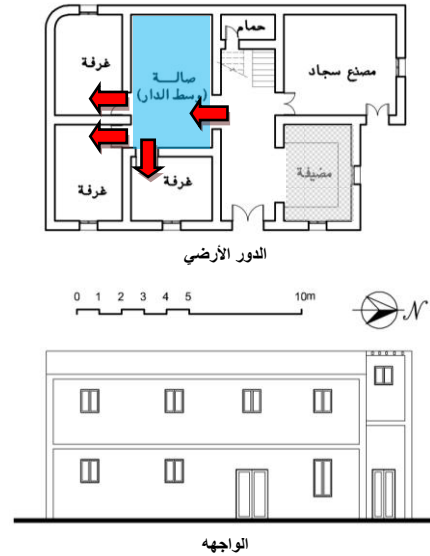 حمام
غرفة
صالـــة
(وسط الدار)
مصنع سجاد
غرفة
غرفة
مضيفة
الدور الأرضي
0 1 2 3 4 5 10m
N
الواجهه